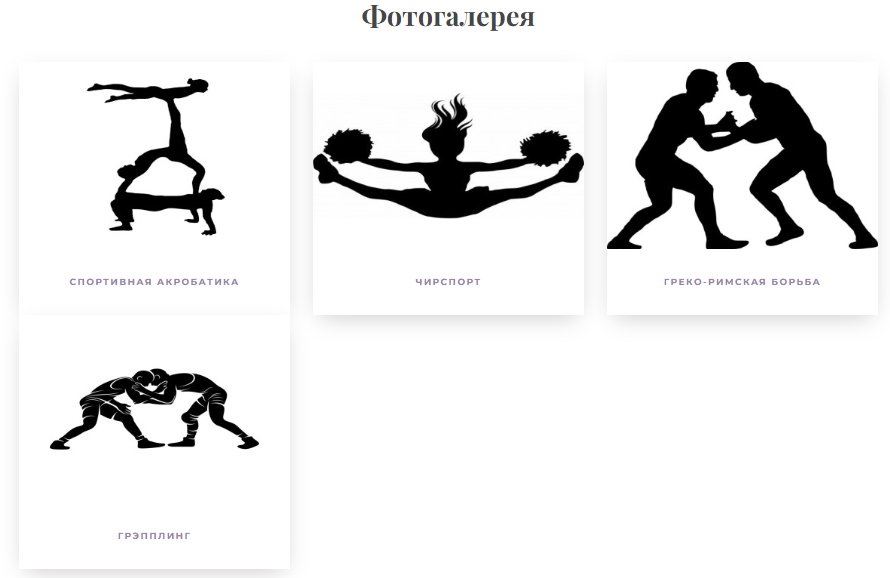 Фотогалерея
СПОРТИВНАЯ АКРОБАТИКА
ЧИРСПОРТ
ГРЕКО-РИМСКАЯ БОРЬБА
ГРЭППЛИНГ